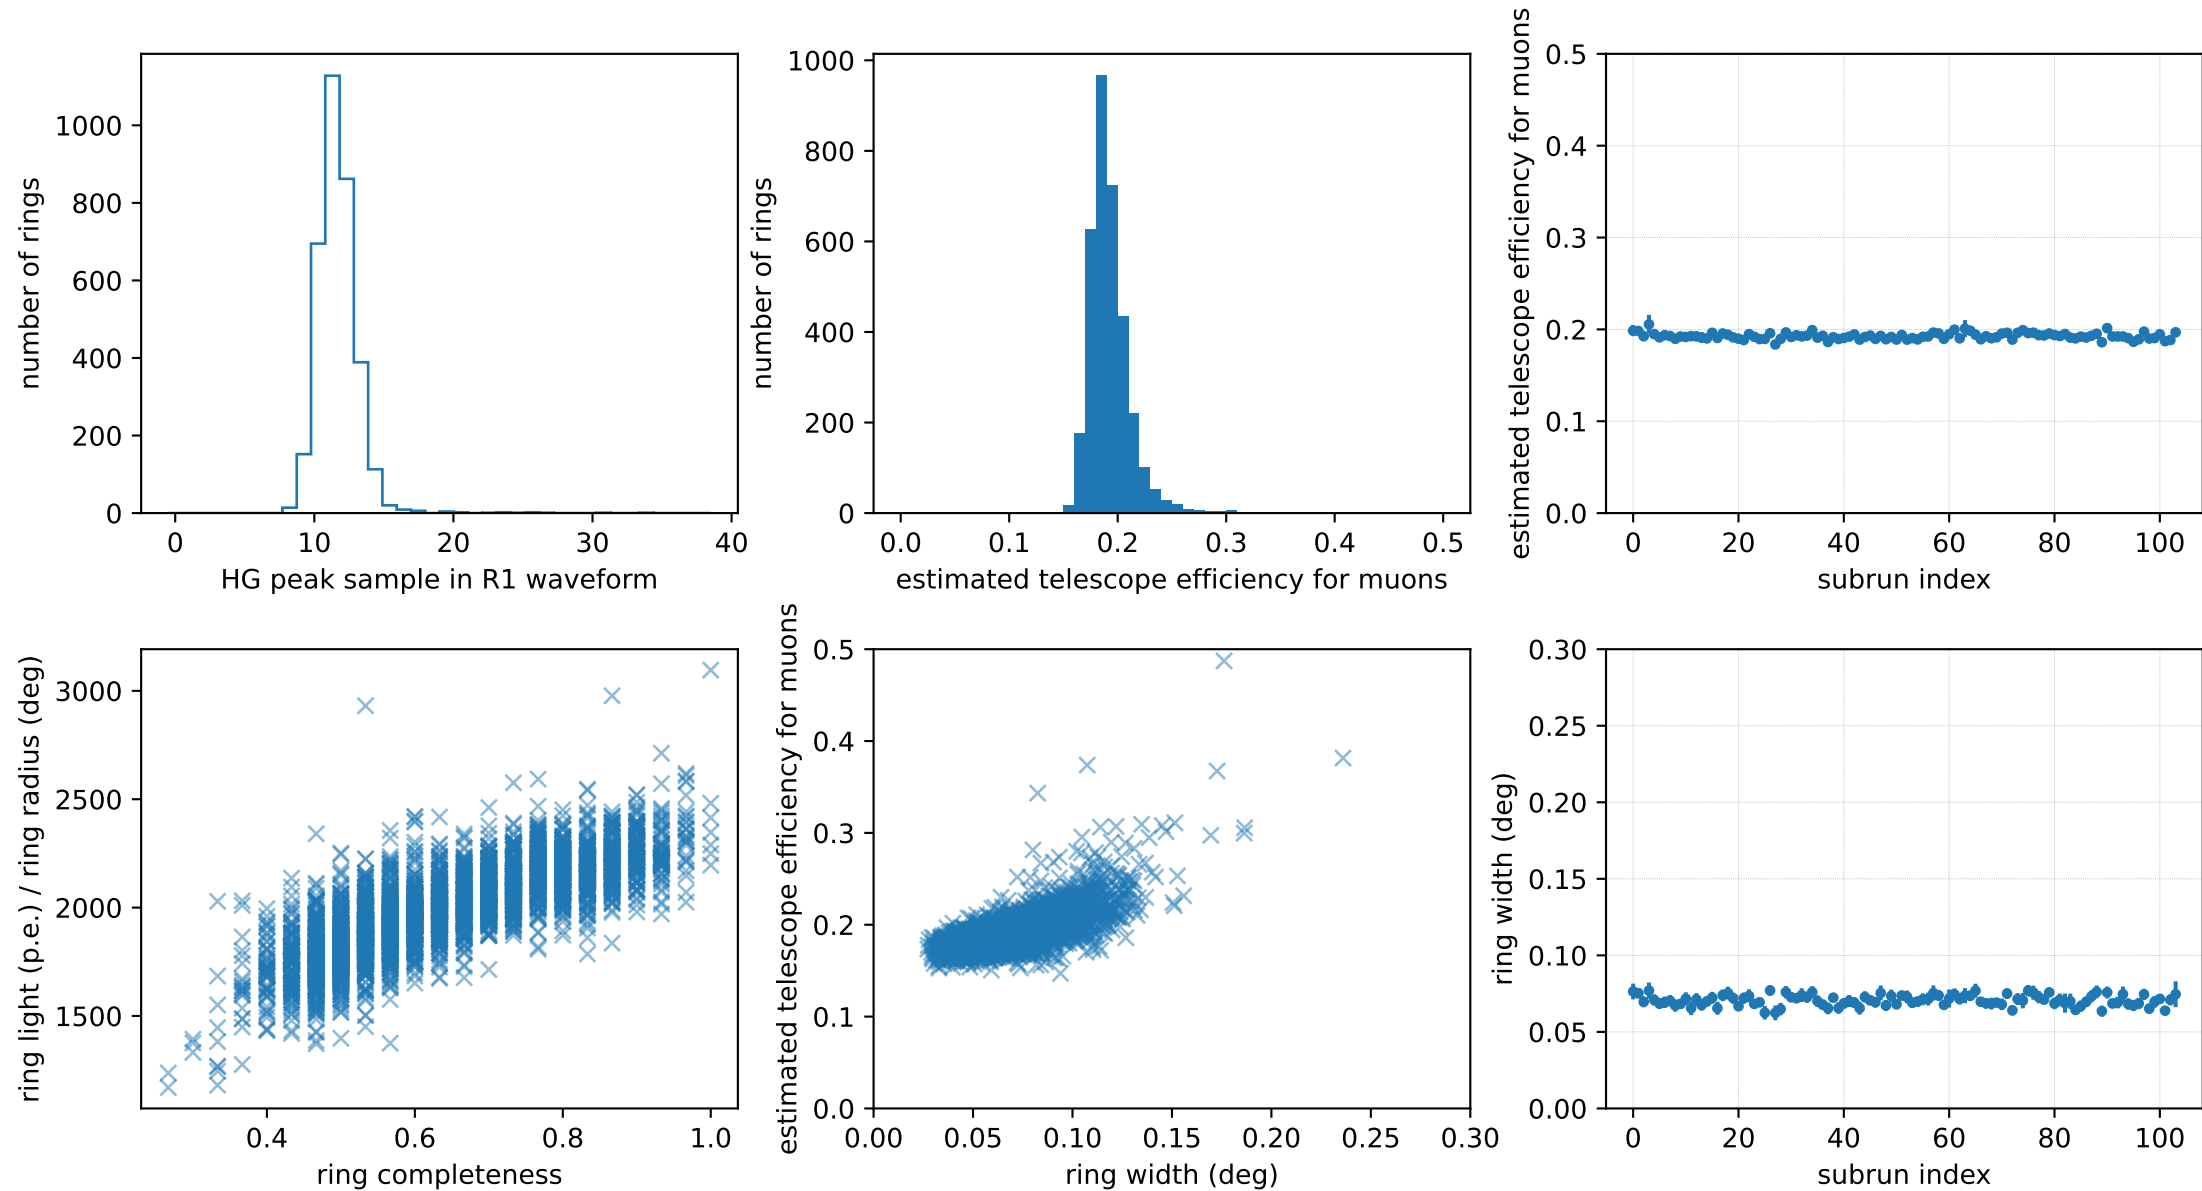 number of rings
1000
800
600
400
200
0
0 10 20 30 40
HG peak sample in R1 waveform
number of rings
1000
800
600
400
200
0
0.0 0.1 0.2 0.3 0.4 0.5
estimated telescope efficiency for muons
estimated telescope efficiency for muons
0.5
0.4
0.3
0.2
0.1
0.0
0 20 40 60 80 100
subrun index
ring light (p.e.) / ring radius (deg)
3000
2500
2000
1500
0.4 0.6 0.8 1.0
ring completeness
estimated telescope efficiency for muons
0.5
0.4
0.3
0.2
0.1
0.0
0.00 0.05 0.10 0.15 0.20 0.25 0.30
ring width (deg)
ring width (deg)
0.30
0.25
0.20
0.15
0.10
0.05
0.00
0 20 40 60 80 100
subrun index